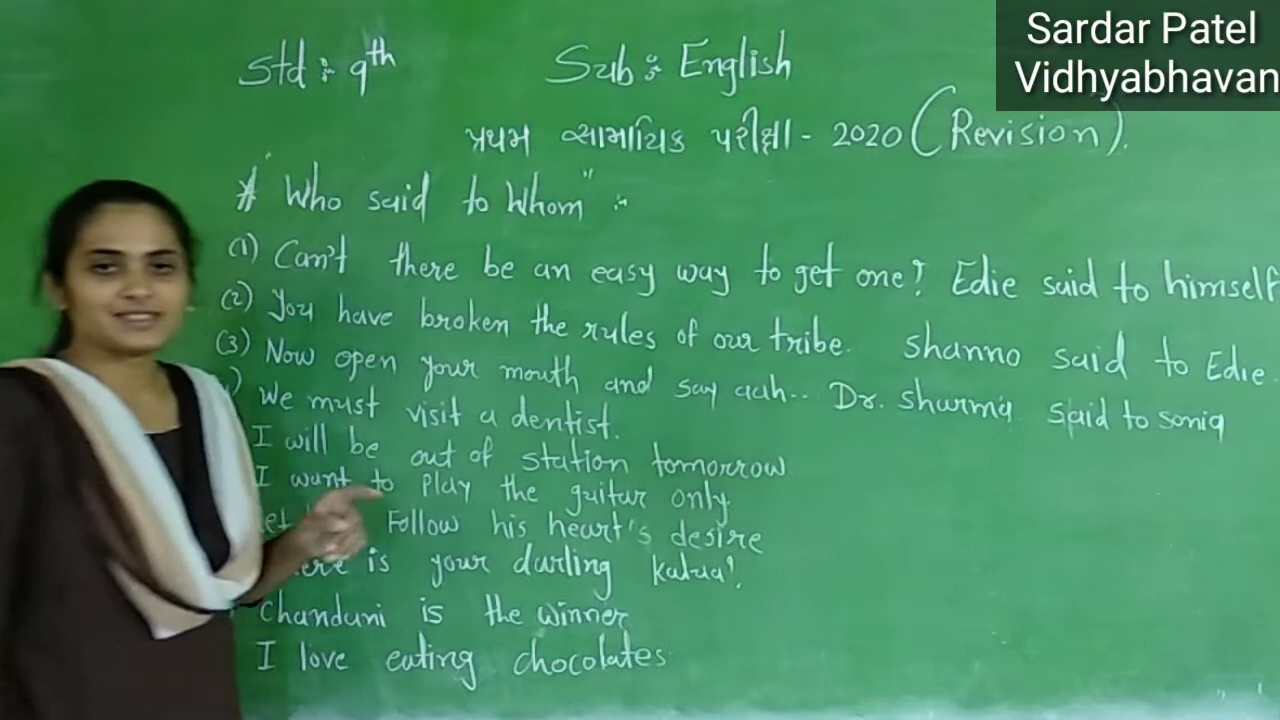 Sardar Patel
Vidhyabhavan
Std : 9th Sub : English
પ્રથમ સામાયિક પરીક્ષા - 2020 (Revision).
* Who said to Whom" :-
(1) Can't there be an easy way to get one? Edie said to himself
(2) You have broken the rules of our tribe. Shanno said to Edie.
(3) Now open your mouth and say aah.. Dr. Sharma said to sonia
We must visit a dentist.
I will be out of station tomorrow
I want to play the guitar only
Follow his heart's desire
is your darling Kalua?
Chandani is the winner
I love eating chocolates